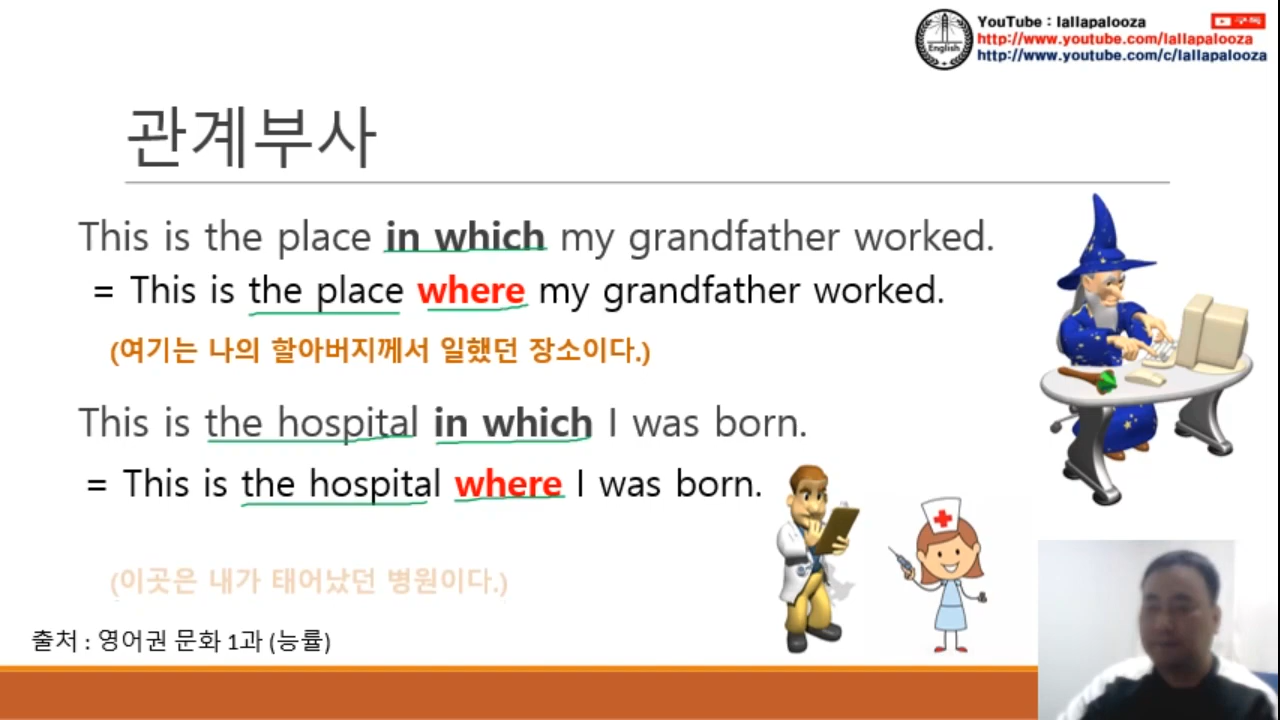 YouTube : lallapalooza
구독
http://www.youtube.com/lallapalooza
http://www.youtube.com/c/lallapalooza
English
관계부사
This is the place in which my grandfather worked.
= This is the place where my grandfather worked.
(여기는 나의 할아버지께서 일했던 장소이다.)
This is the hospital in which I was born.
= This is the hospital where I was born.
(이곳은 내가 태어났던 병원이다.)
출처 : 영어권 문화 1과 (능률)